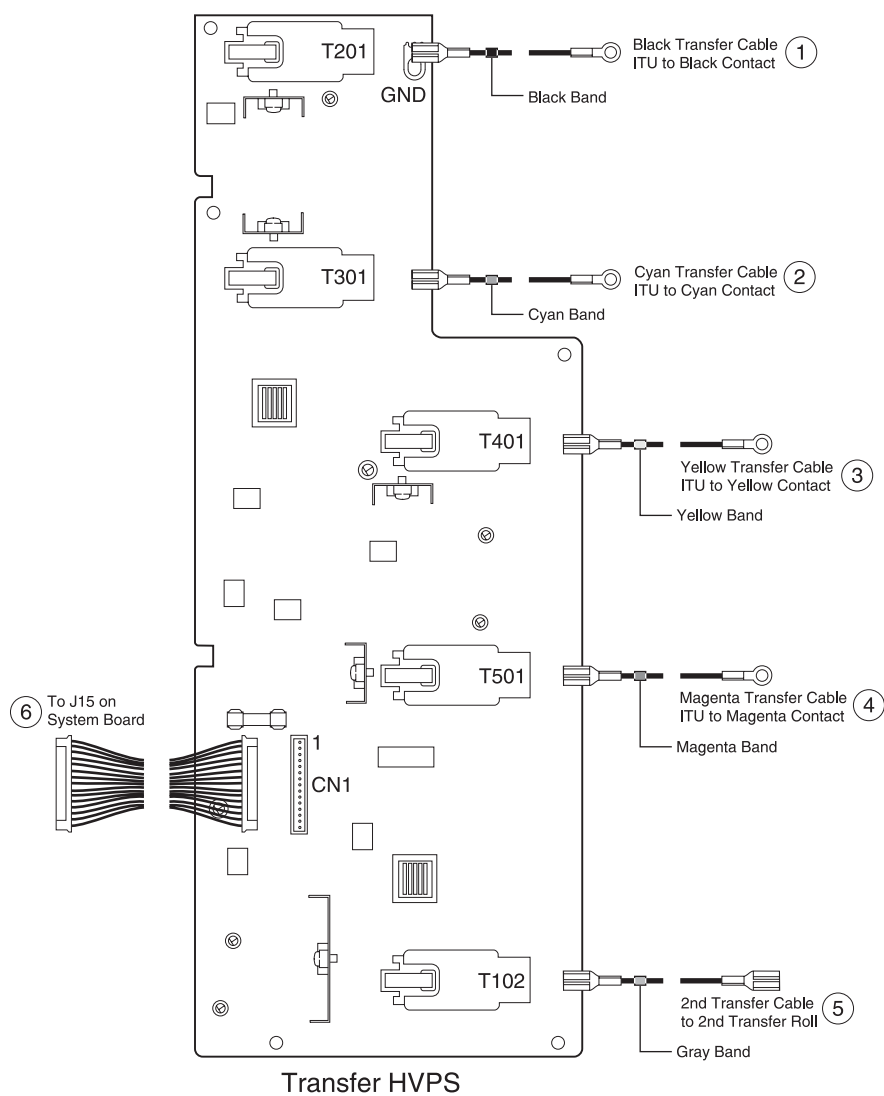 T201
GND
Black Transfer Cable
ITU to Black Contact
1
Black Band
T301
Cyan Transfer Cable
ITU to Cyan Contact
2
Cyan Band
T401
Yellow Transfer Cable
ITU to Yellow Contact
3
Yellow Band
T501
Magenta Transfer Cable
ITU to Magenta Contact
4
Magenta Band
6
To J15 on
System Board
1
CN1
T102
2nd Transfer Cable
to 2nd Transfer Roll
5
Gray Band
Transfer HVPS